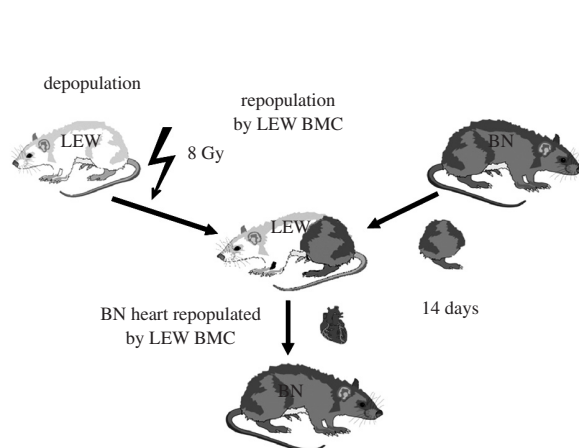 depopulation
repopulation
by LEW BMC
LEW
8 Gy
BN
LEW
14 days
BN heart repopulated
by LEW BMC
BN